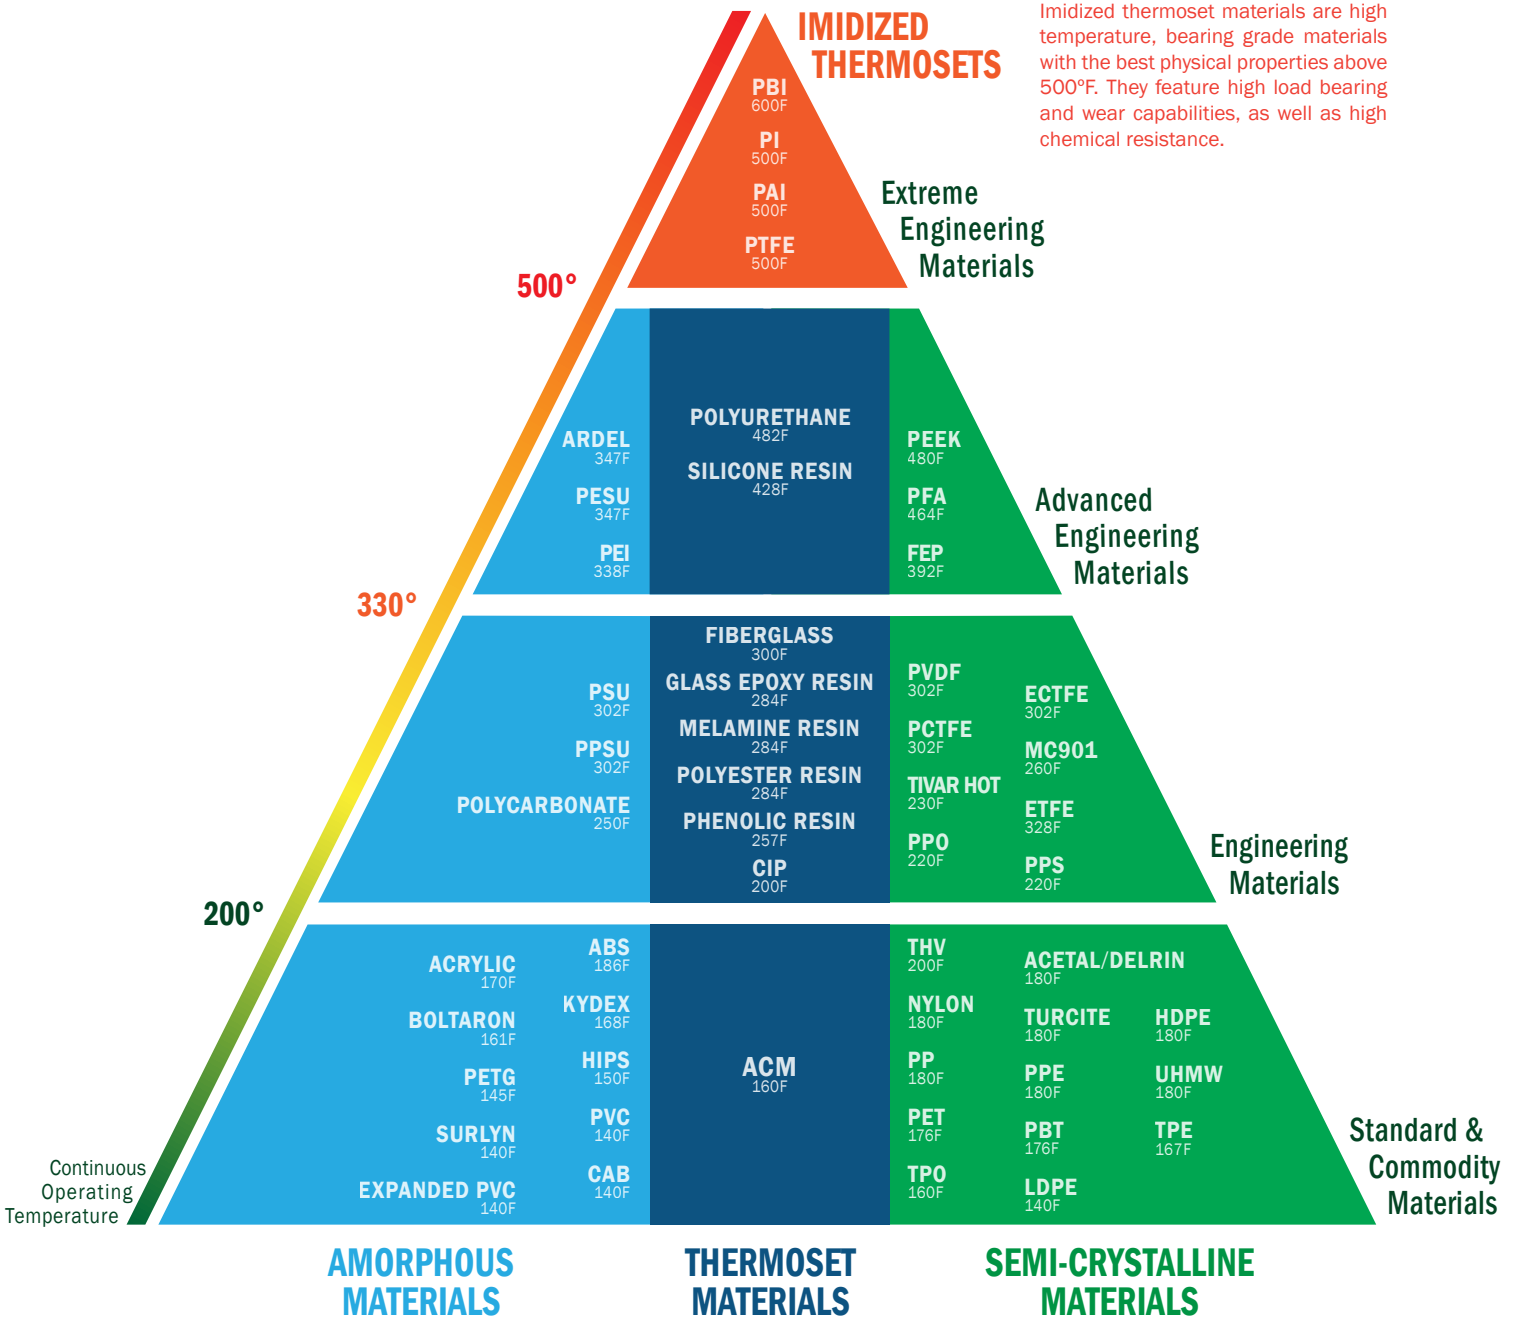 IMIDIZED
THERMOSETS
Imidized thermoset materials are high
temperature, bearing grade materials
with the best physical properties above
500ºF. They feature high load bearing
and wear capabilities, as well as high
chemical resistance.
PBI
600F
PI
500F
PAI
500F
PTFE
500F
Extreme
Engineering
Materials
500°
ARDEL
347F
PESU
347F
PEI
338F
POLYURETHANE
482F
SILICONE RESIN
428F
PEEK
480F
PFA
464F
FEP
392F
Advanced
Engineering
Materials
330°
PSU
302F
PPSU
302F
POLYCARBONATE
250F
FIBERGLASS
300F
GLASS EPOXY RESIN
284F
MELAMINE RESIN
284F
POLYESTER RESIN
284F
PHENOLIC RESIN
257F
CIP
200F
PVDF
302F
PCTFE
302F
TIVAR HOT
230F
PPO
220F
ECTFE
302F
MC901
260F
ETFE
328F
PPS
220F
Engineering
Materials
200°
ACRYLIC
170F
BOLTARON
161F
PETG
145F
SURLYN
140F
EXPANDED PVC
140F
ABS
186F
KYDEX
168F
HIPS
150F
PVC
140F
CAB
140F
ACM
160F
THV
200F
NYLON
180F
PP
180F
PET
176F
TPO
160F
ACETAL/DELRIN
180F
TURCITE
180F
PPE
180F
PBT
176F
LDPE
140F
HDPE
180F
UHMW
180F
TPE
167F
Standard &
Commodity
Materials
Continuous
Operating
Temperature
AMORPHOUS
MATERIALS
THERMOSET
MATERIALS
SEMI-CRYSTALLINE
MATERIALS